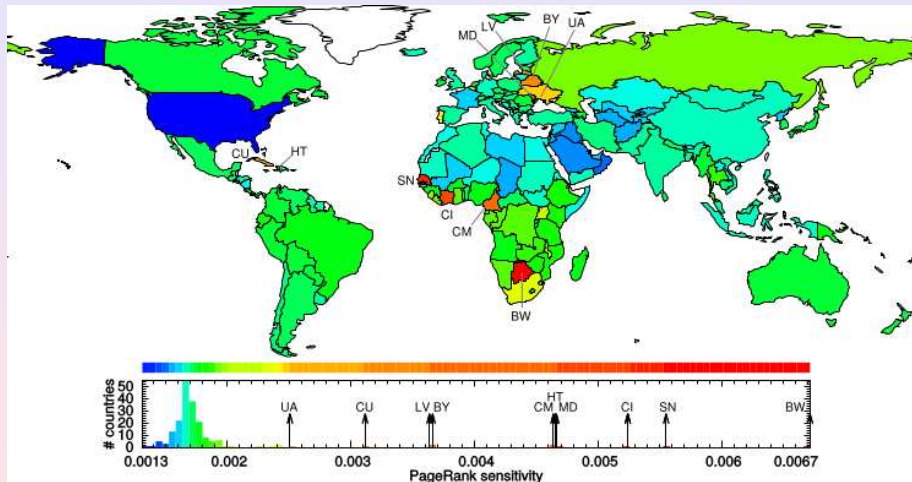 BY UA
LV
MD
CU HT
SN
CI
CM
BW
# countries
50
40
30
20
10
0
HT
UA CU LV BY CM MD CI SN BW
0.0013 0.002 0.003 0.004 0.005 0.006 0.0067
PageRank sensitivity